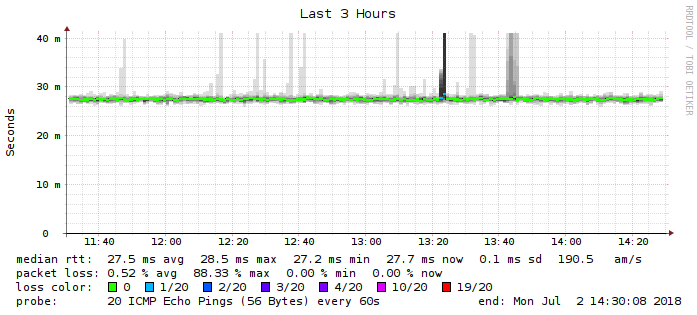 Last 3 Hours
RRDTOOL / TOBI OETIKER
Seconds
40 m
30 m
20 m
10 m
0
11:40 12:00 12:20 12:40 13:00 13:20 13:40 14:00 14:20
median rtt: 27.5 ms avg 28.5 ms max 27.2 ms min 27.7 ms now 0.1 ms sd 190.5 am/s
packet loss: 0.52 % avg 88.33 % max 0.00 % min 0.00 % now
loss color: 0 1/20 2/20 3/20 4/20 10/20 19/20
probe: 20 ICMP Echo Pings (56 Bytes) every 60s end: Mon Jul 2 14:30:08 2018